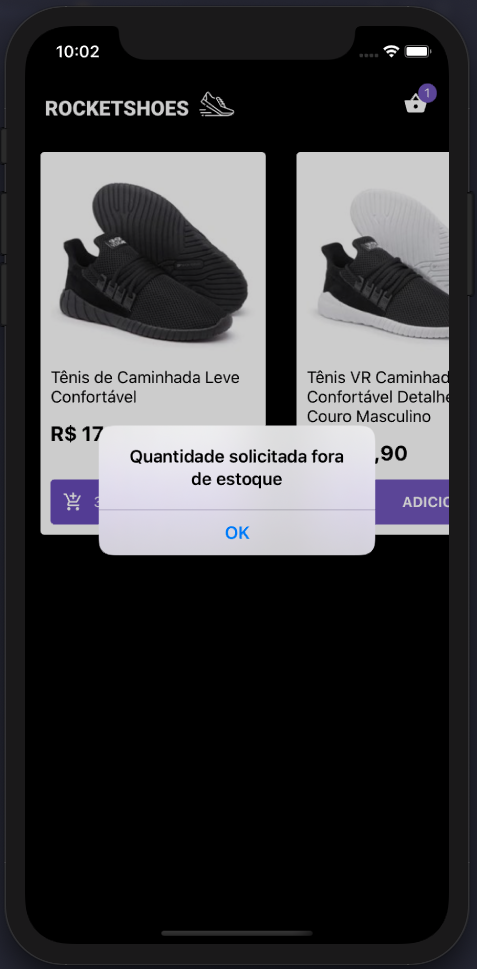 10:02
ROCKETSHOES
1
Tênis de Caminhada Leve
Confortável
R$ 17
3
Tênis VR Caminhad
Confortável Detalhe
Couro Masculino
,90
ADICIO
Quantidade solicitada fora
de estoque
OK